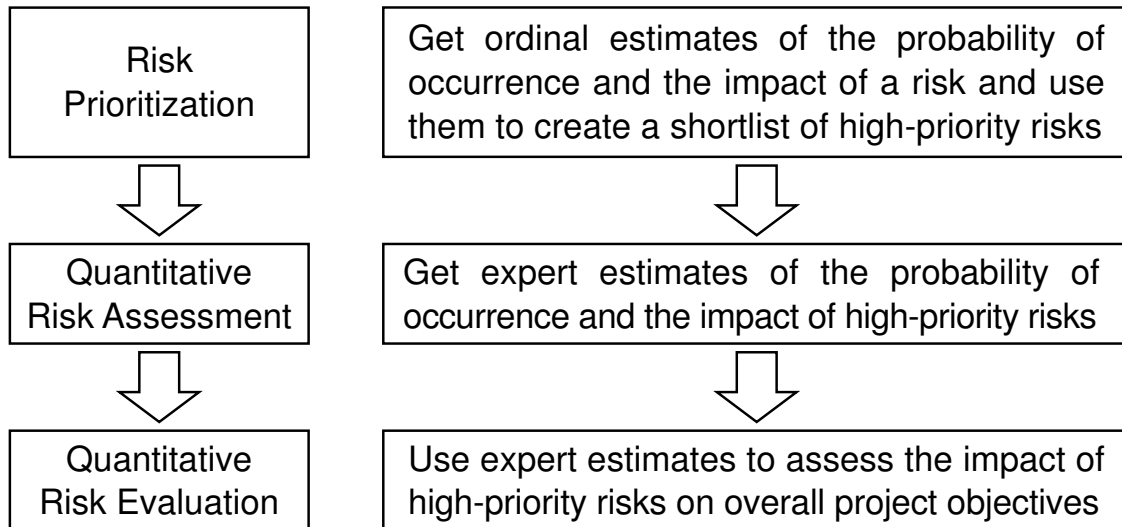 Risk
Prioritization
Get ordinal estimates of the probability of
occurrence and the impact of a risk and use
them to create a shortlist of high-priority risks
Quantitative
Risk Assessment
Get expert estimates of the probability of
occurrence and the impact of high-priority risks
Quantitative
Risk Evaluation
Use expert estimates to assess the impact of
high-priority risks on overall project objectives